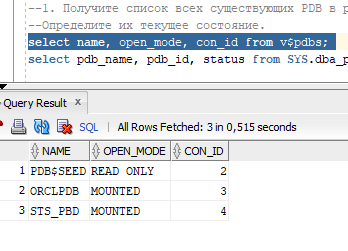 --1. Получите список всех существующих PDB в р
--Определите их текущее состояние.
select name, open_mode, con_id from v$pdbs;
select pdb_name, pdb_id, status from SYS.dba_p
Query Result x
SQL | All Rows Fetched: 3 in 0,515 seconds
NAME OPEN_MODE CON_ID
1 PDB$SEED READ ONLY 2
2 ORCLPDB MOUNTED 3
3 STS_PBD MOUNTED 4